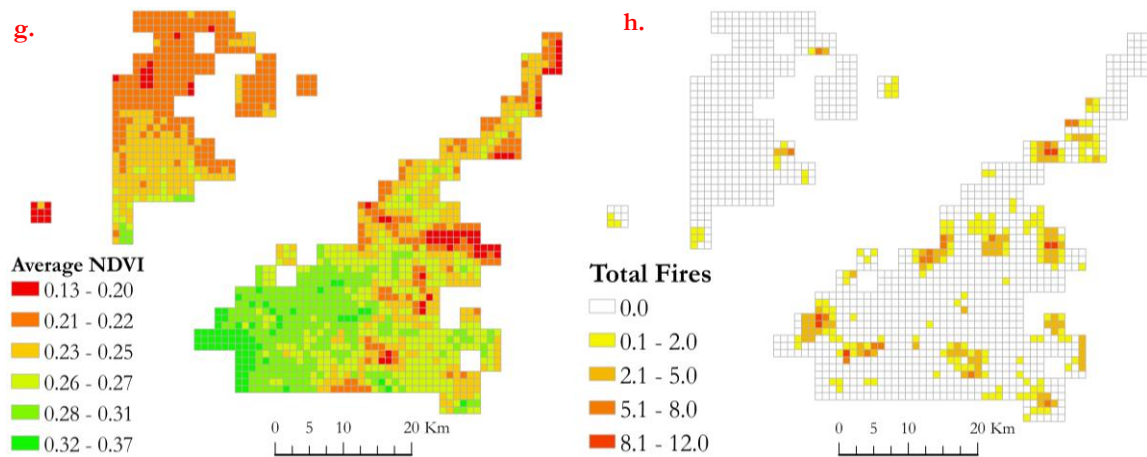 g.
Average NDVI
0.13 - 0.20
0.21 - 0.22
0.23 - 0.25
0.26 - 0.27
0.28 - 0.31
0.32 - 0.37
0 5 10 20 Km
h.
Total Fires
0.0
0.1 - 2.0
2.1 - 5.0
5.1 - 8.0
8.1 - 12.0
0 5 10 20 Km